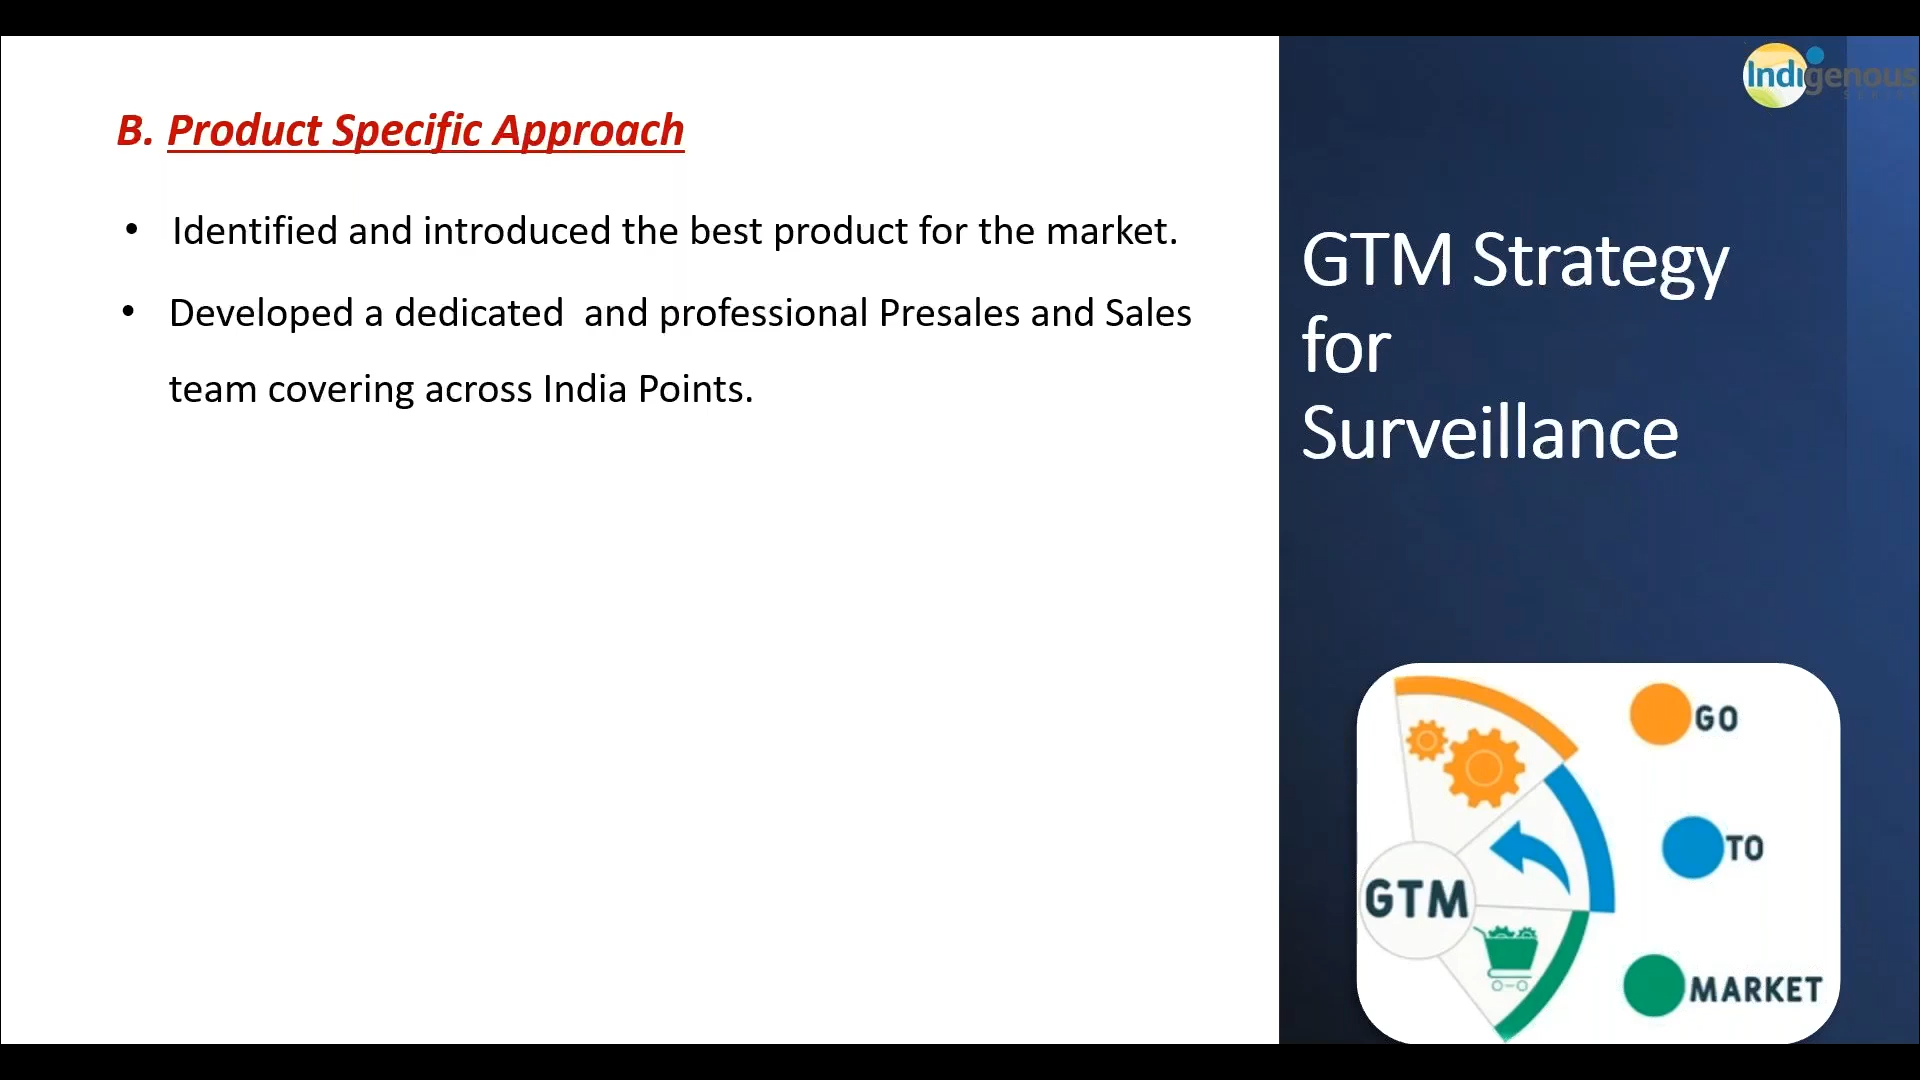 B. Product Specific Approach
• Identified and introduced the best product for the market.
• Developed a dedicated  and professional Presales and Sales
team covering across India Points.
Indigenous
GTM Strategy
for
Surveillance
GO
TO
GTM
MARKET